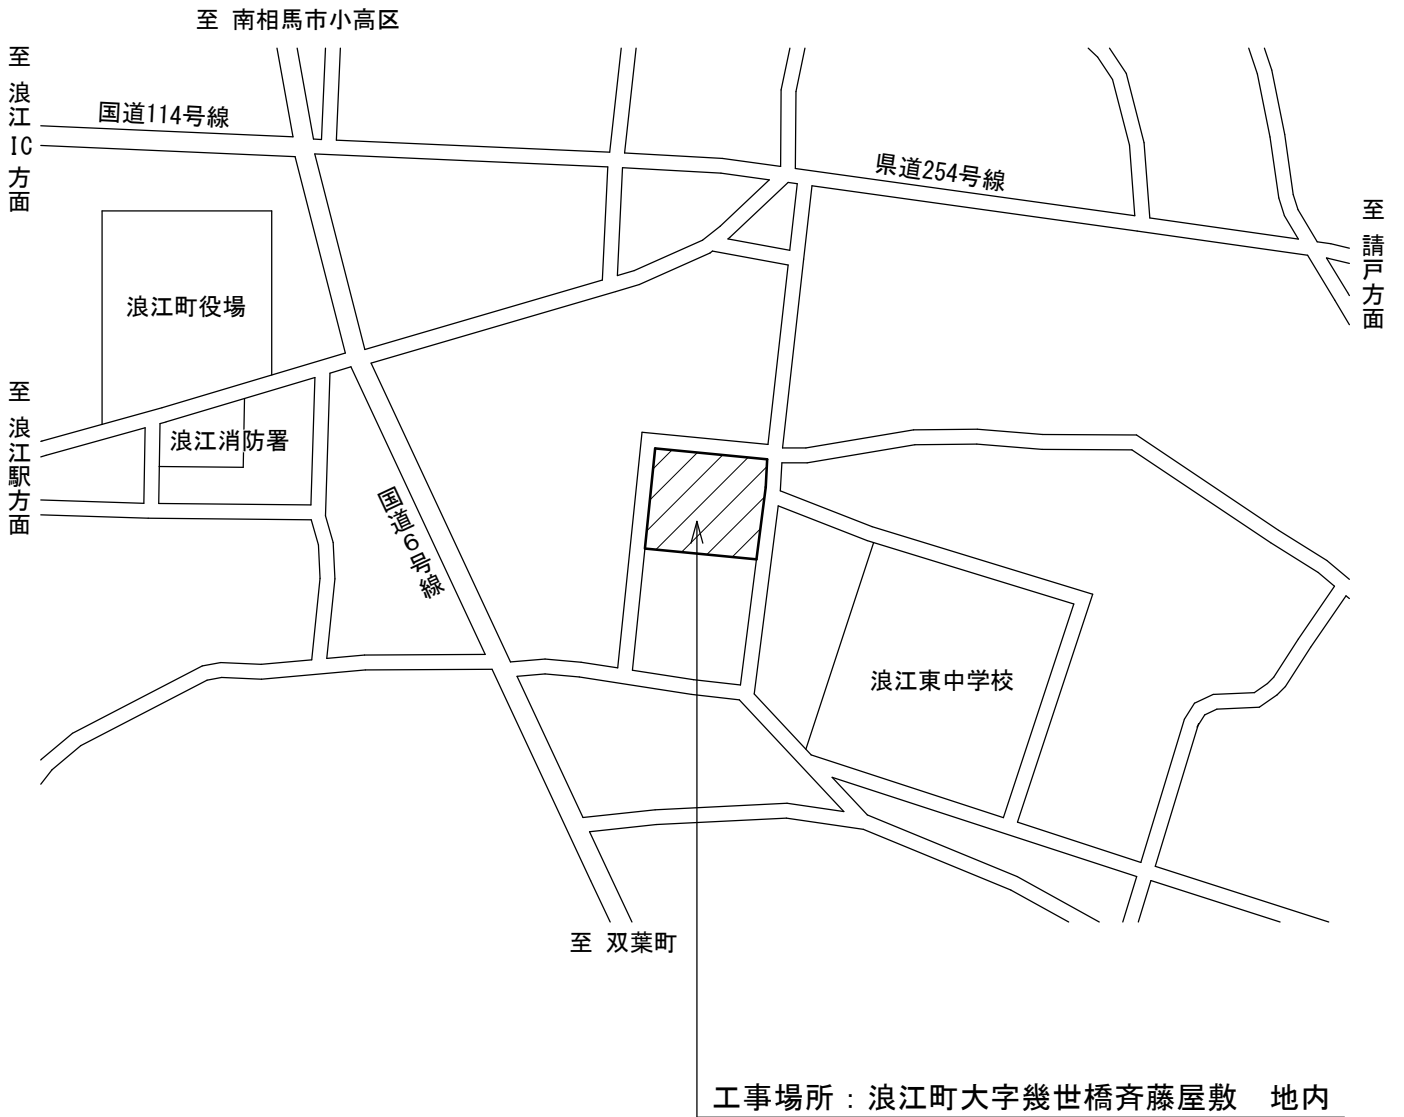 至 南相馬市小高区
至 浪江IC方面
国道114号線
県道254号線
至 請戸方面
浪江町役場
至 浪江駅方面
浪江消防署
国道6号線
浪江東中学校
至 双葉町
工事場所：浪江町大字幾世橋斉藤屋敷　地内